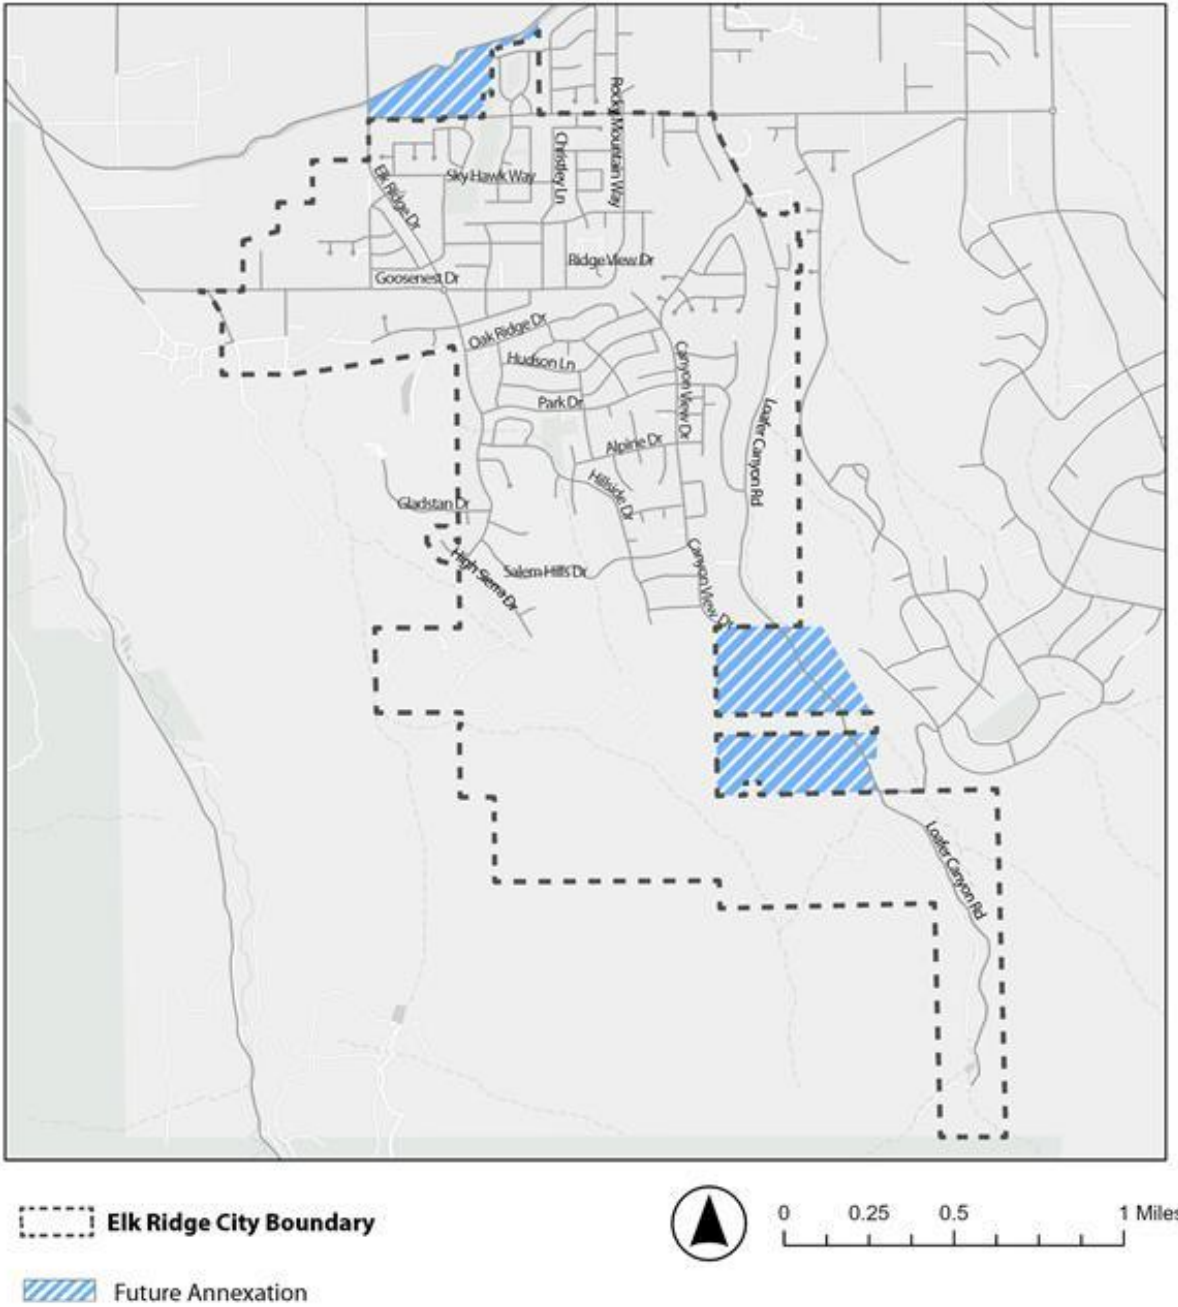 Rocky Mountain Way
Christley Ln
Sky Hawk Way
Elk Ridge Dr
Ridge View Dr
Goosenest Dr
Oak Ridge Dr
Hudson Ln
Canyon View Dr
Park Dr
Loafer Canyon Rd
Alpine Dr
Hillside Dr
Gladstan Dr
High Sierra Dr
Salem Hills Dr
Canyon View Dr
Loafer Canyon Rd
Elk Ridge City Boundary
0 0.25 0.5 1 Miles
Future Annexation